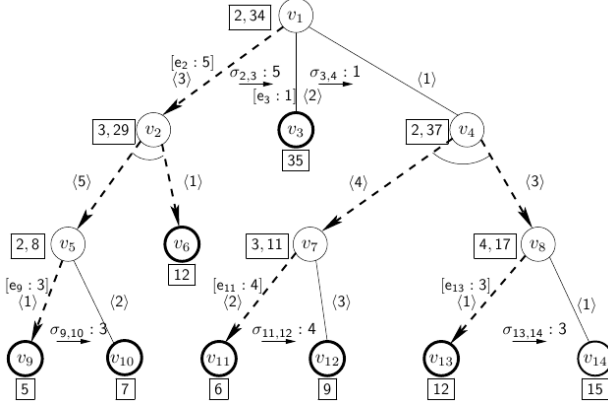 2, 34 v1
[e2 : 5] σ2,3 : 5 σ3,4 : 1
⟨3⟩ [e3 : 1] ⟨2⟩ ⟨1⟩
3, 29 v2 v3 2, 37 v4
35
⟨5⟩ ⟨1⟩ ⟨4⟩ ⟨3⟩
2, 8 v5 v6 3, 11 v7 4, 17 v8
12
[e9 : 3] [e11 : 4] [e13 : 3]
⟨1⟩ ⟨2⟩ ⟨2⟩ ⟨3⟩ ⟨1⟩ ⟨1⟩
σ9,10 : 3 σ11,12 : 4 σ13,14 : 3
v9 v10 v11 v12 v13 v14
5 7 6 9 12 15